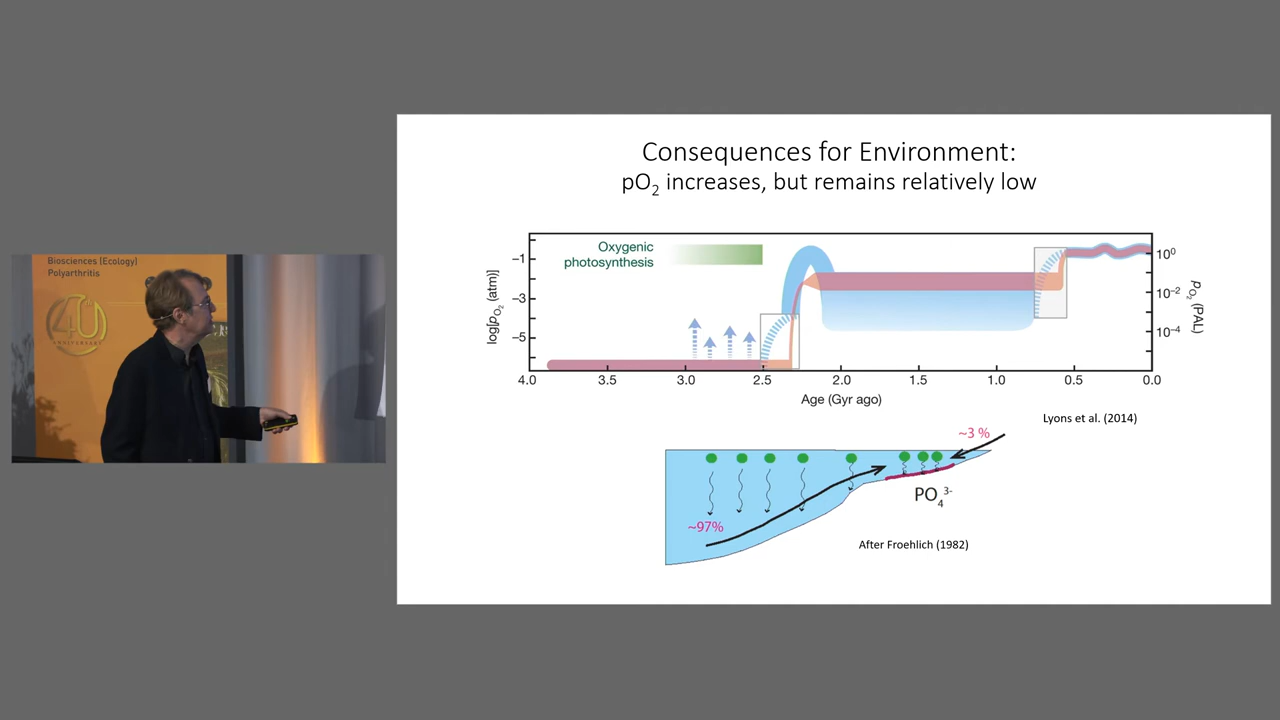 Biosciences (Ecology)
Polyarthritis
40
ANNIVERSARY
Consequences for Environment:
pO2 increases, but remains relatively low
Oxygenic
photosynthesis
log[pO2 (atm)]
−1
−3
−5
10⁰
10⁻²
10⁻⁴
pO2 (PAL)
4.0 3.5 3.0 2.5 2.0 1.5 1.0 0.5 0.0
Age (Gyr ago)
Lyons et al. (2014)
~3 %
PO4 3-
~97%
After Froehlich (1982)